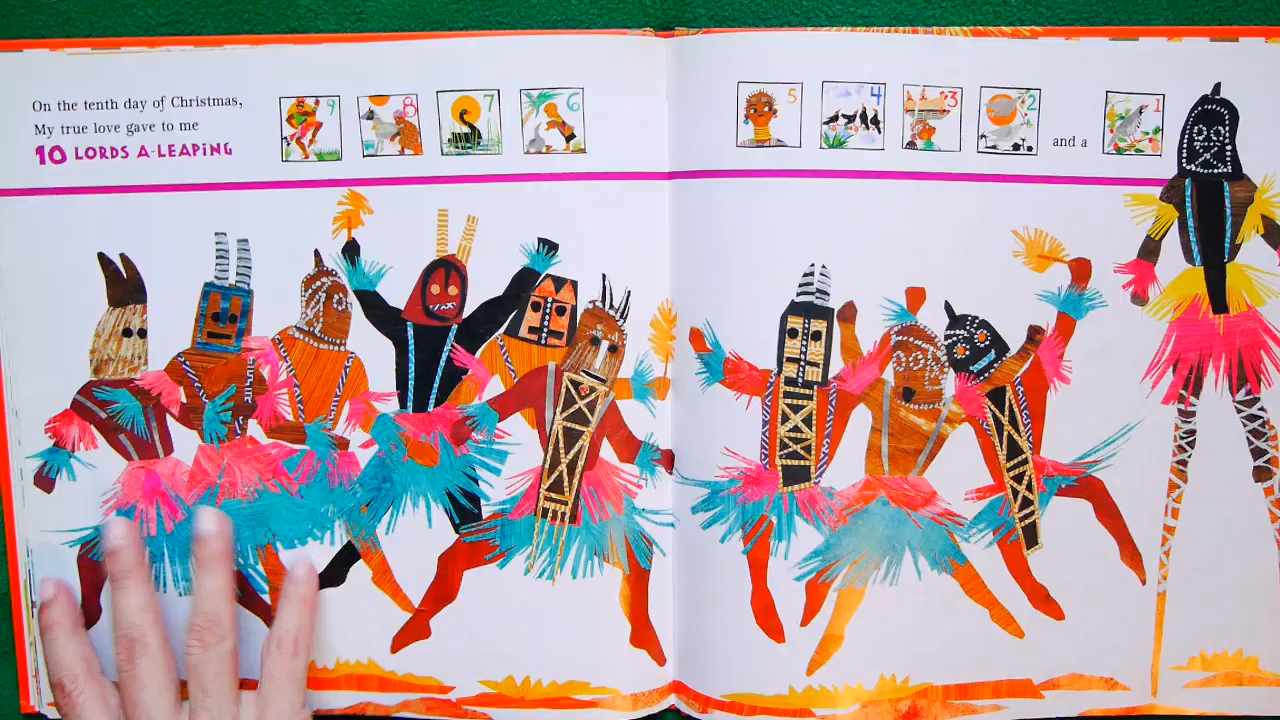 On the tenth day of Christmas,
My true love gave to me
10 LORDS A-LEAPiNG
9
8
7
6
5
4
3
2
and a
1